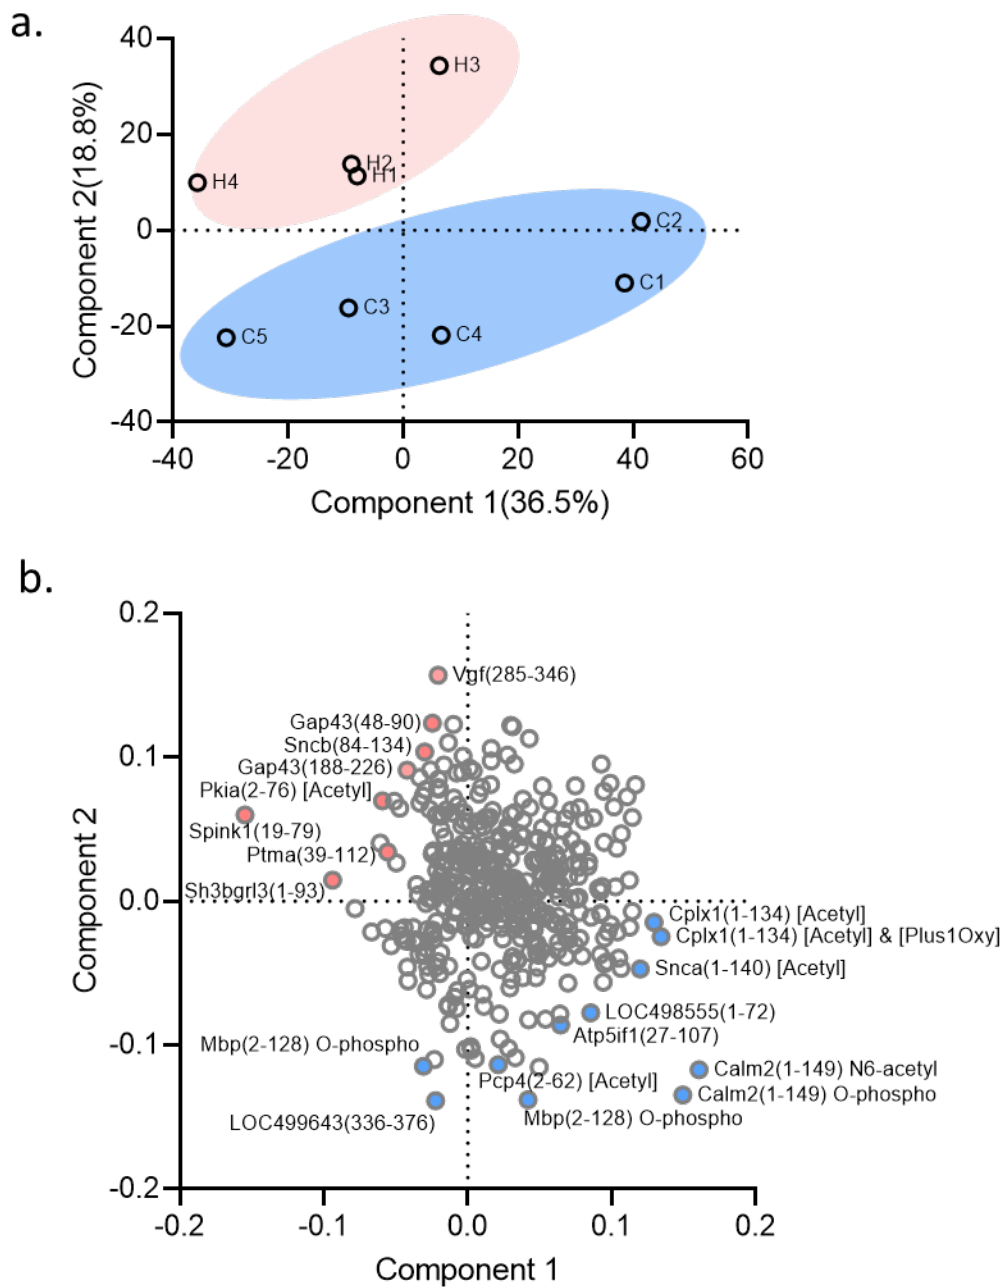 a.
40
20
0
-20
-40
Component 2(18.8%)
H3
H2
H1
H4
C2
C1
C3
C4
C5
-40 -20 0 20 40 60
Component 1(36.5%)
b.
0.2
0.1
0.0
-0.1
-0.2
Component 2
Vgf(285-346)
Gap43(48-90)
Sncb(84-134)
Gap43(188-226)
Pkia(2-76) [Acetyl]
Spink1(19-79)
Ptma(39-112)
Sh3bgrl3(1-93)
Cplx1(1-134) [Acetyl]
Cplx1(1-134) [Acetyl] & [Plus1Oxy]
Snca(1-140) [Acetyl]
LOC498555(1-72)
Atp5if1(27-107)
Mbp(2-128) O-phospho
Calm2(1-149) N6-acetyl
Pcp4(2-62) [Acetyl]
Calm2(1-149) O-phospho
Mbp(2-128) O-phospho
LOC499643(336-376)
-0.2 -0.1 0.0 0.1 0.2
Component 1